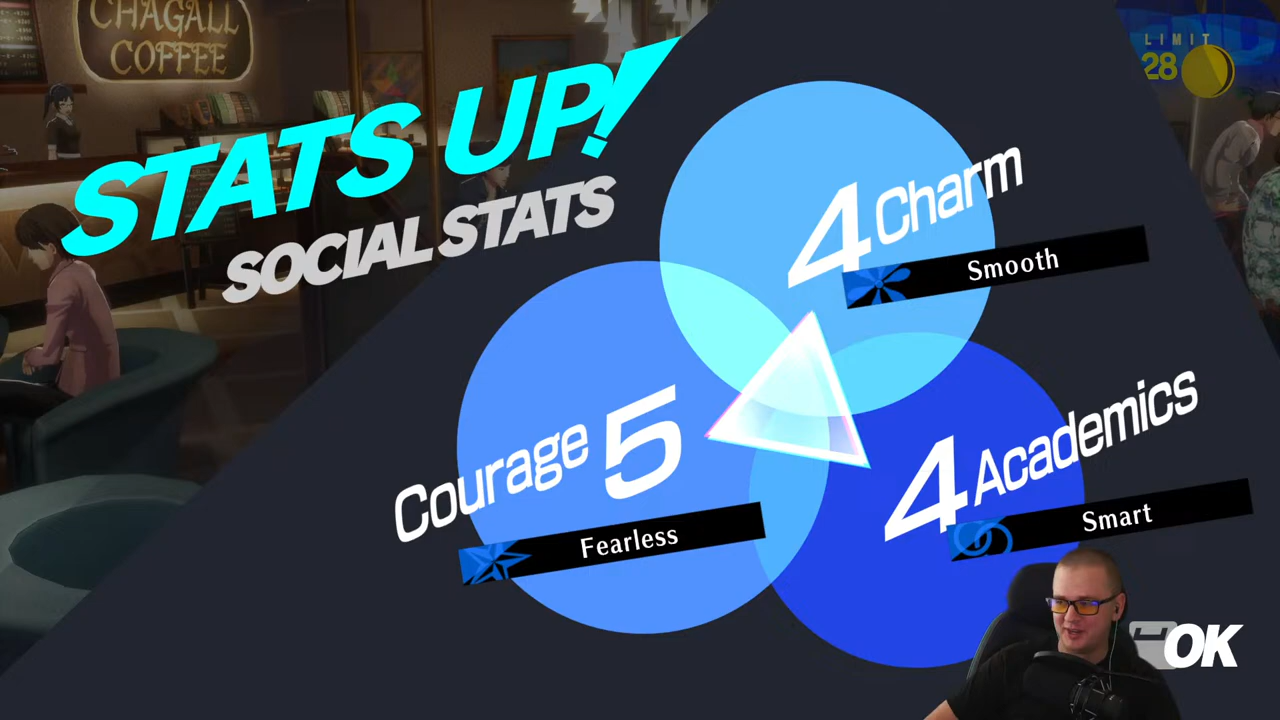 CHAGALL
COFFEE
LIMIT
28
STATS UP!
SOCIAL STATS
4 Charm
Smooth
Courage 5
Fearless
4 Academics
Smart
OK